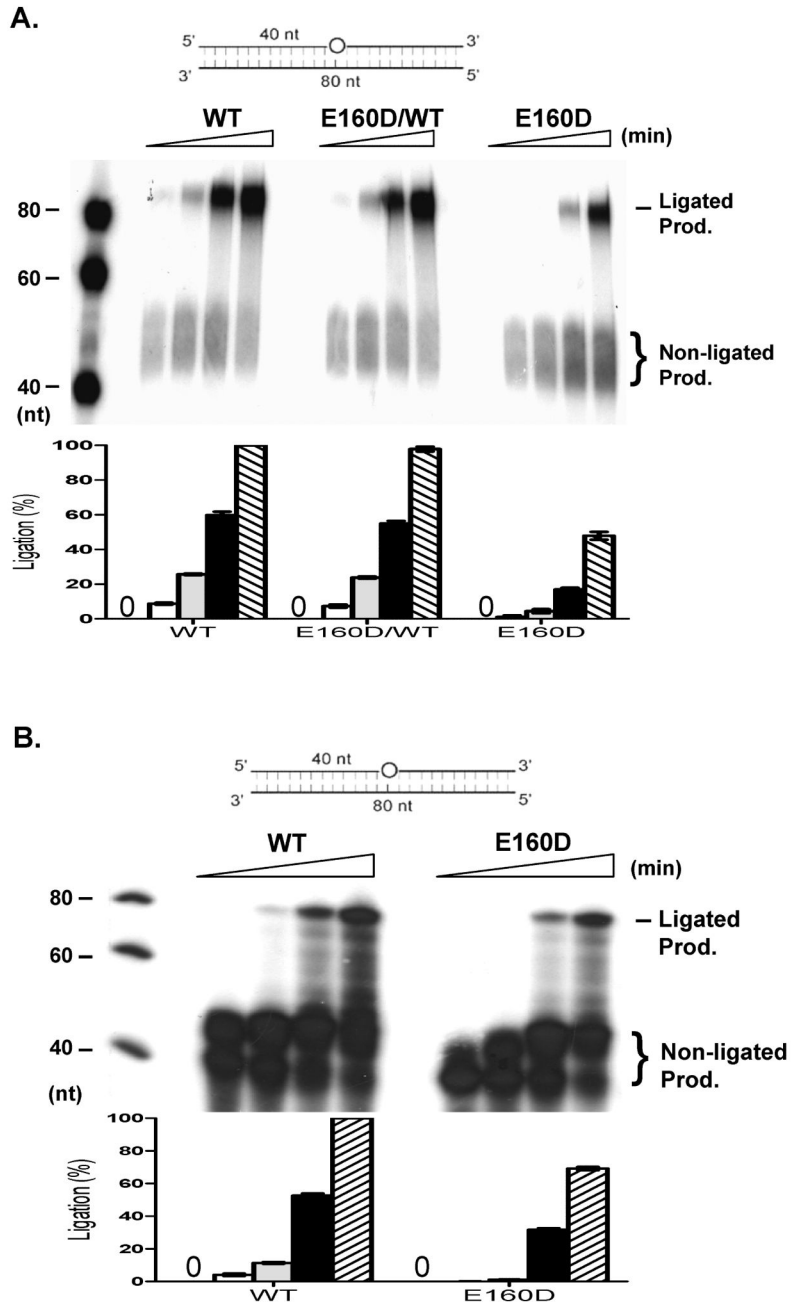 A.
5' 40 nt 3'
3' 80 nt 5'
WT E160D/WT E160D (min)
80 –
60 –
40 –
(nt)
– Ligated
Prod.
} Non-ligated
Prod.
Ligation (%)
100
80
60
40
20
0
0 0 0
WT E160D/WT E160D
B.
5' 40 nt 3'
3' 80 nt 5'
WT E160D (min)
80 –
60 –
40 –
(nt)
– Ligated
Prod.
} Non-ligated
Prod.
Ligation (%)
100
80
60
40
20
0
0 0
WT E160D